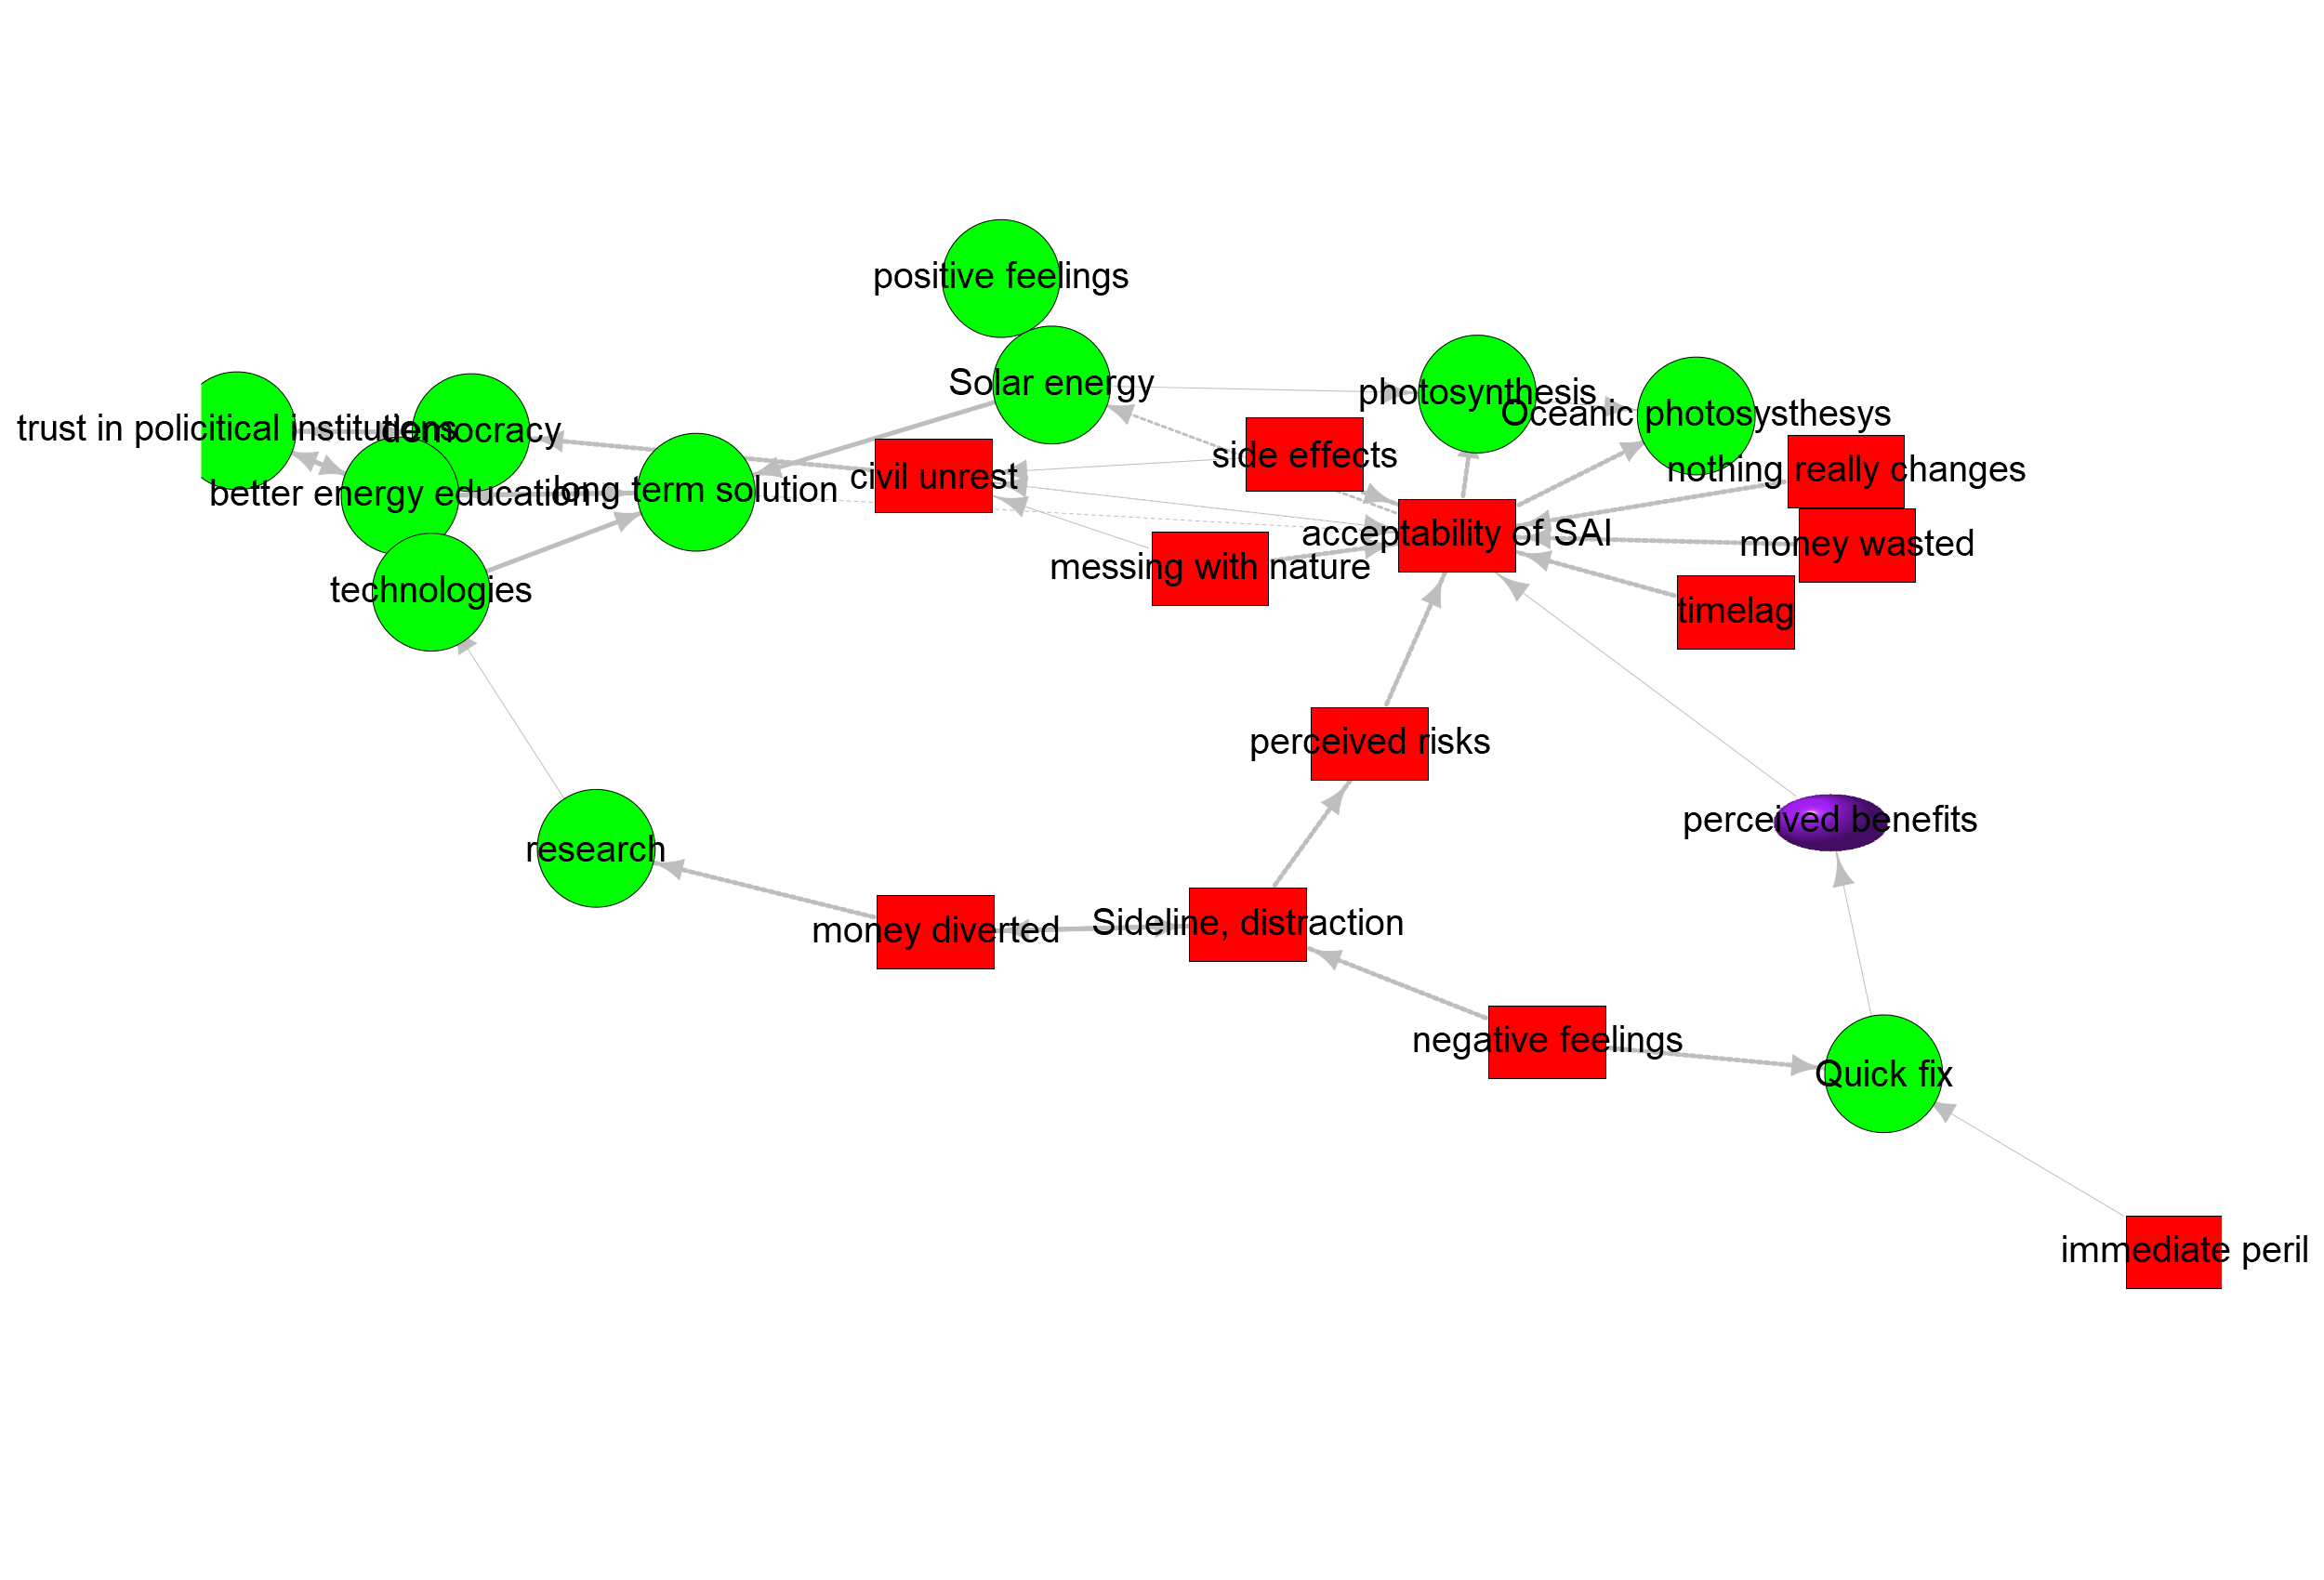 positive feelings
Solar energy
photosynthesis
Oceanic photosysthesys
trust in policitical institutions
democracy
side effects
nothing really changes
civil unrest
better energy education
long term solution
acceptability of SAI
money wasted
messing with nature
technologies
timelag
perceived risks
perceived benefits
research
Sideline, distraction
money diverted
negative feelings
Quick fix
immediate peril